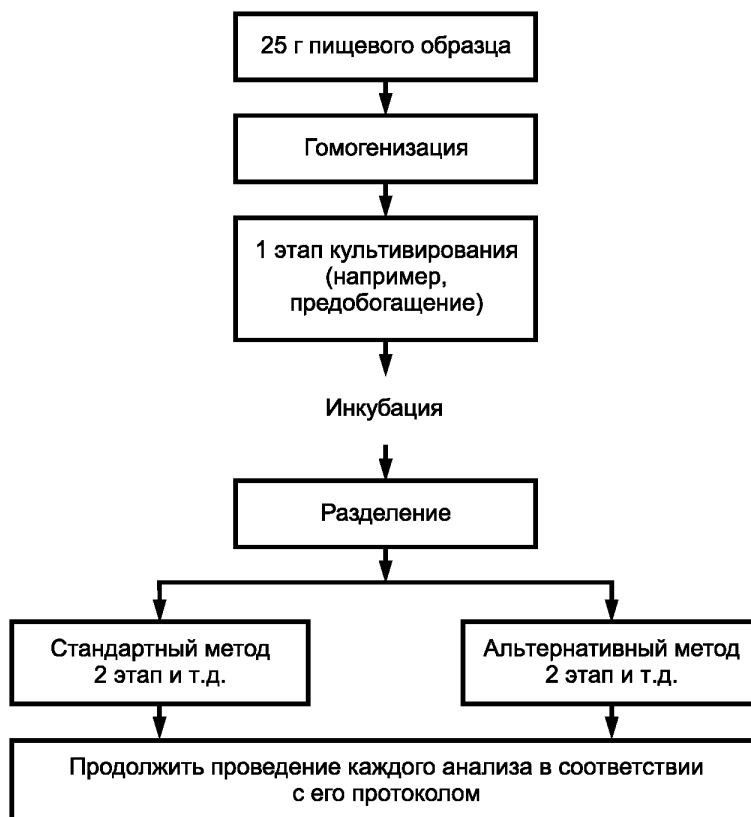 25 г пищевого образца
Гомогенизация
1 этап культивирования
(например,
предобогащение)
Инкубация
Разделение
Стандартный метод
2 этап и т.д.
Альтернативный метод
2 этап и т.д.
Продолжить проведение каждого анализа в соответствии
с его протоколом